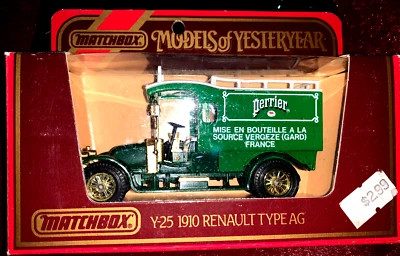 MATCHBOX
MODELS of YESTERYEAR
Perrier
MISE EN BOUTEILLE A LA
SOURCE VERGEZE (GARD)
FRANCE
MATCHBOX
Y-25 1910 RENAULT TYPE AG
$2.99